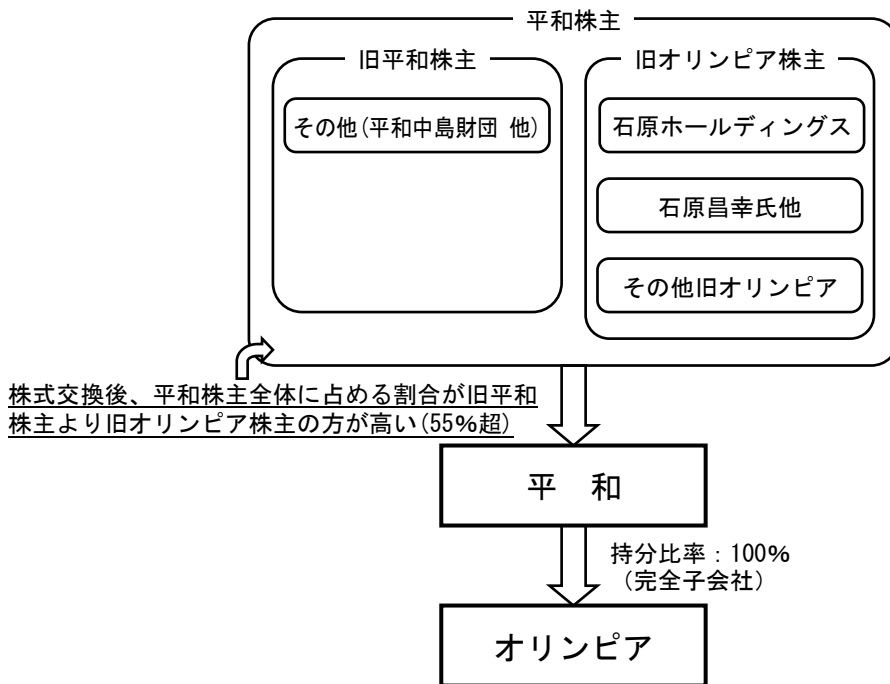 平和株主
旧平和株主
その他(平和中島財団 他)
旧オリンピア株主
石原ホールディングス
石原昌幸氏他
その他旧オリンピア
株式交換後、平和株主全体に占める割合が旧平和
株主より旧オリンピア株主の方が高い(55%超)
平 和
持分比率:100%
(完全子会社)
オリンピア